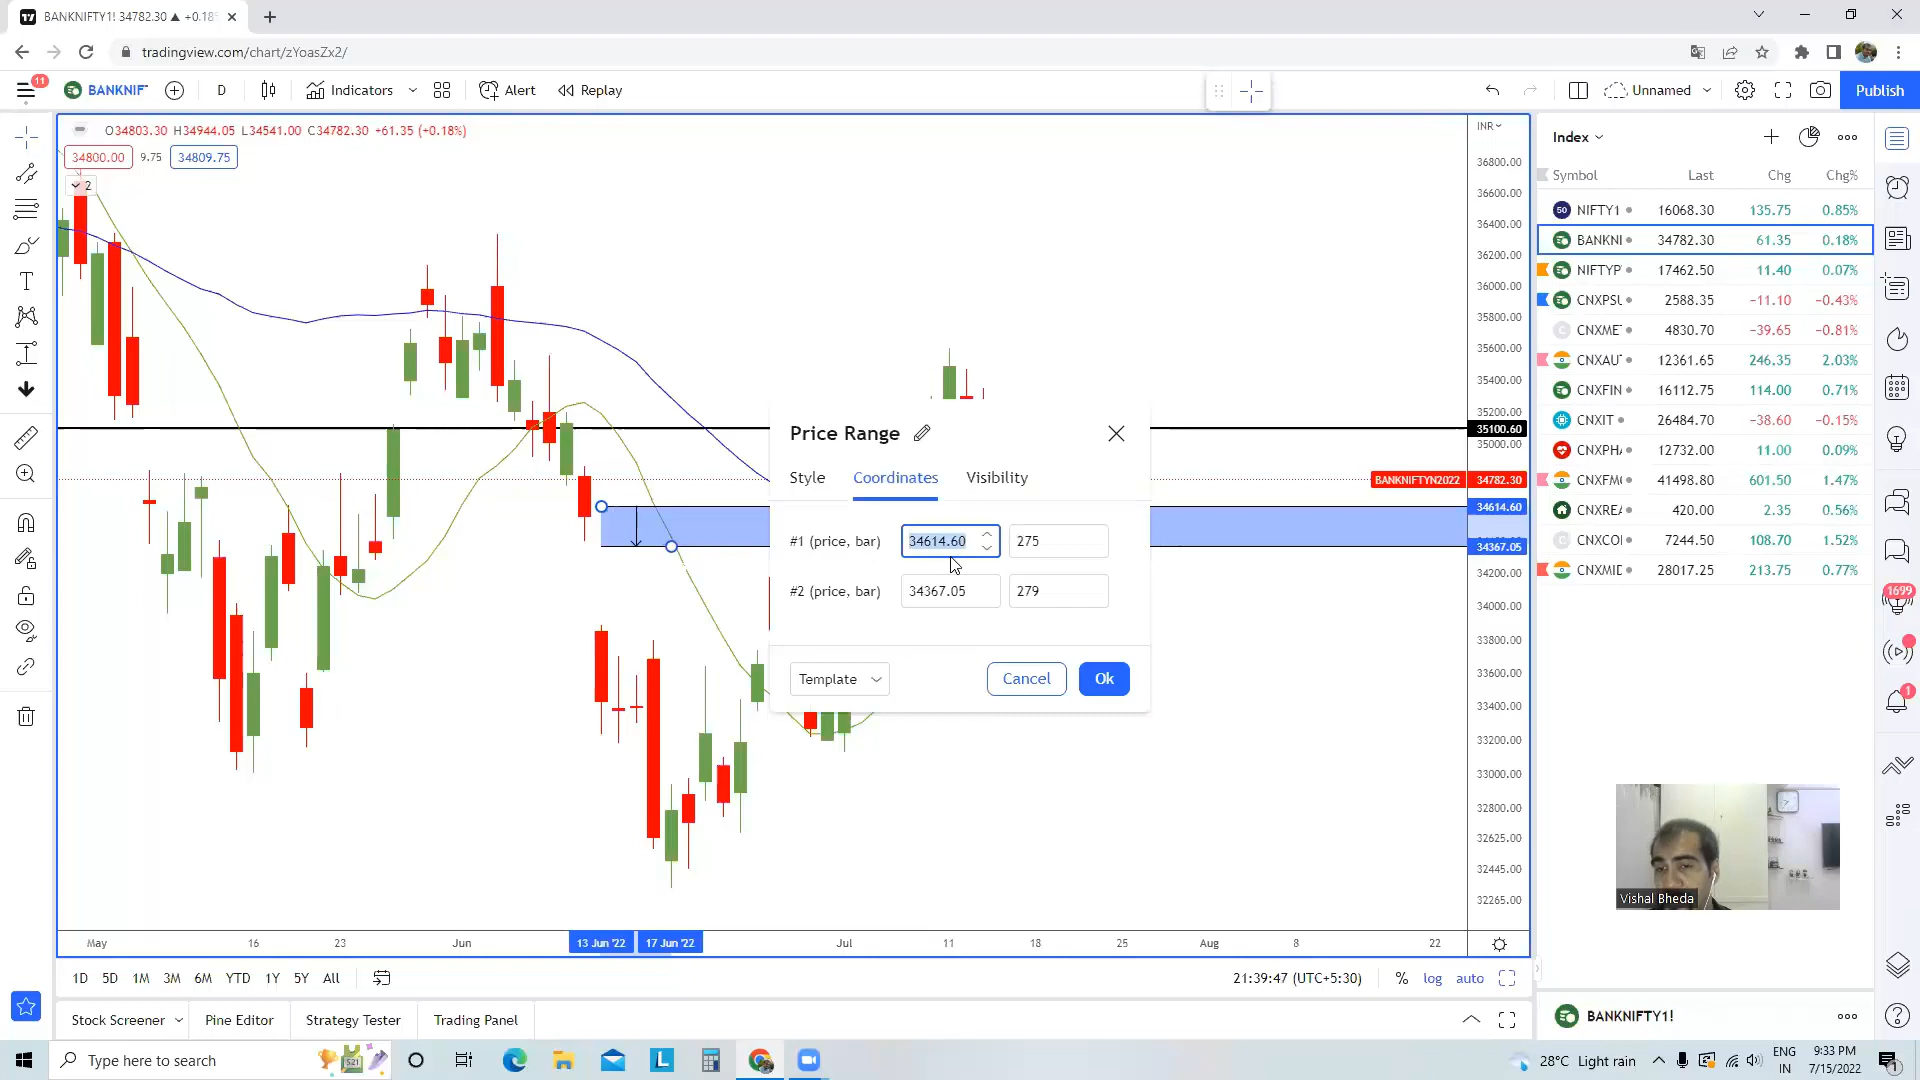 BANKNIFTY1! 34782.30 ▲ +0.18
tradingview.com/chart/zYoasZx2/
11
BANKNIF
D
Indicators
Alert
Replay
Unnamed
Publish
O34803.30 H34944.05 L34541.00 C34782.30 +61.35 (+0.18%)
34800.00 9.75 34809.75
2
INR
36800.00
36600.00
36400.00
36200.00
36000.00
35800.00
35600.00
35400.00
35200.00
35100.60
35000.00
BANKNIFTYN2022 34782.30
34614.60
34367.05
34200.00
34000.00
33800.00
33600.00
33400.00
33200.00
33000.00
32800.00
32625.00
32445.00
32265.00
Price Range
Style Coordinates Visibility
#1 (price, bar) 34614.60 275
#2 (price, bar) 34367.05 279
Template Cancel Ok
May 16 23 Jun 13 Jun '22 17 Jun '22 Jul 11 18 25 Aug 8 22
1D 5D 1M 3M 6M YTD 1Y 5Y All
21:39:47 (UTC+5:30) % log auto
Stock Screener Pine Editor Strategy Tester Trading Panel
Index
Symbol Last Chg Chg%
50 NIFTY1 16068.30 135.75 0.85%
BANKNI 34782.30 61.35 0.18%
NIFTYP 17462.50 11.40 0.07%
CNXPSU 2588.35 −11.10 −0.43%
C CNXME 4830.70 −39.65 −0.81%
CNXAU 12361.65 246.35 2.03%
CNXFIN 16112.75 114.00 0.71%
CNXIT 26484.70 −38.60 −0.15%
CNXPH 12732.00 11.00 0.09%
CNXFM 41498.80 601.50 1.47%
CNXREA 420.00 2.35 0.56%
C CNXCO 7244.50 108.70 1.52%
CNXMID 28017.25 213.75 0.77%
1699
1
Vishal Bheda
BANKNIFTY1!
Type here to search
L
28°C Light rain
ENG
IN
9:33 PM
7/15/2022
1